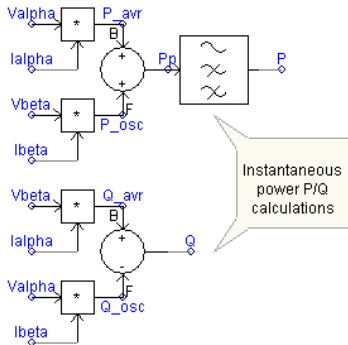 Valpha
P_avr
*
B
+
+
Ialpha
Pp
P
Vbeta
*
F
P_osc
Ibeta
Instantaneous
power P/Q
calculations
Vbeta
Q_avr
*
B
+
-
Ialpha
Q
Valpha
*
F
Q_osc
Ibeta